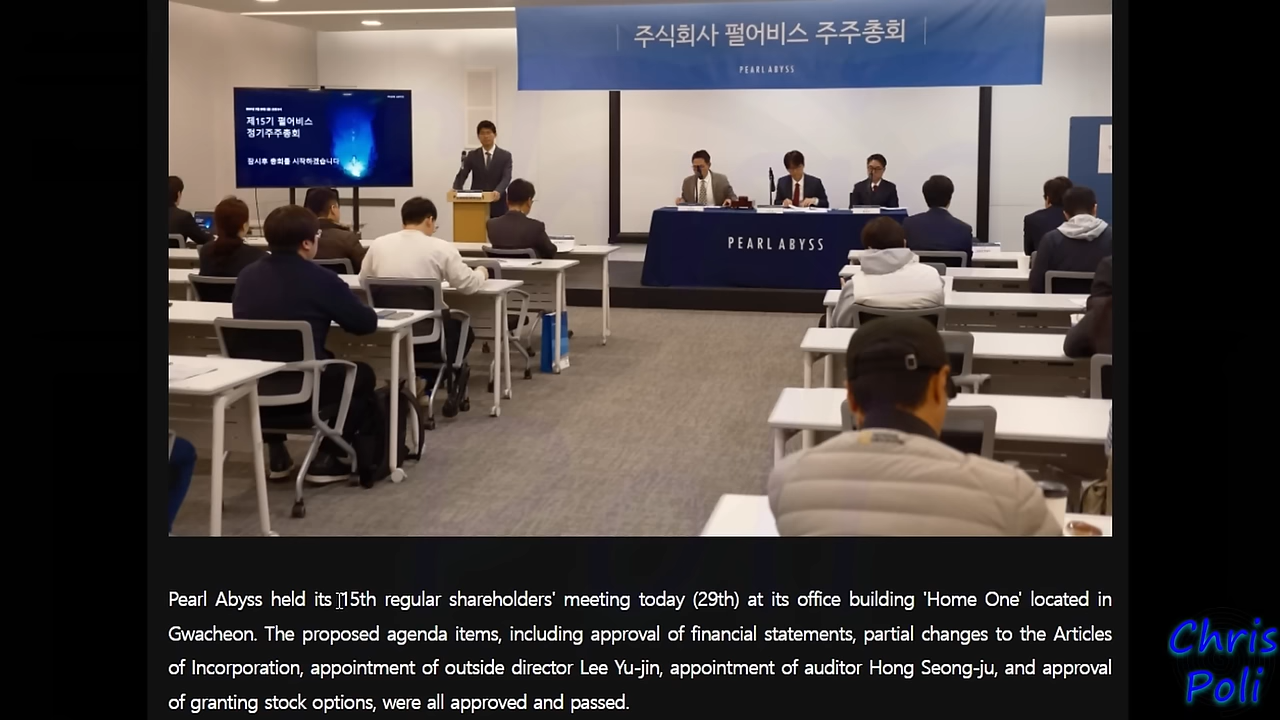 주식회사 펄어비스 주주총회
PEARL ABYSS
제15기 펄어비스
정기주주총회
잠시후 총회를 시작하겠습니다
PEARL ABYSS
Pearl Abyss held its 15th regular shareholders' meeting today (29th) at its office building 'Home One' located in
Gwacheon. The proposed agenda items, including approval of financial statements, partial changes to the Articles
of Incorporation, appointment of outside director Lee Yu-jin, appointment of auditor Hong Seong-ju, and approval
of granting stock options, were all approved and passed.
Chris
Poli